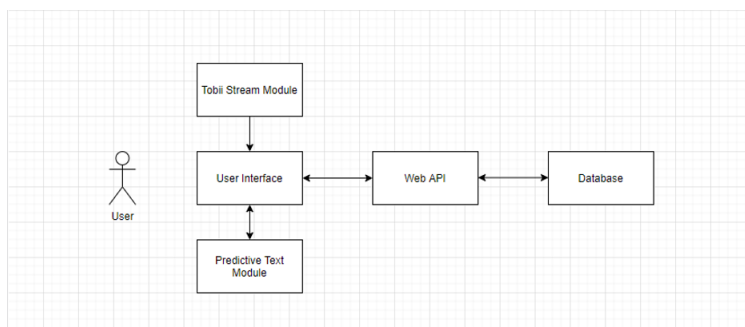 Tobii Stream Module
User Interface
Web API
Database
User
Predictive Text
Module